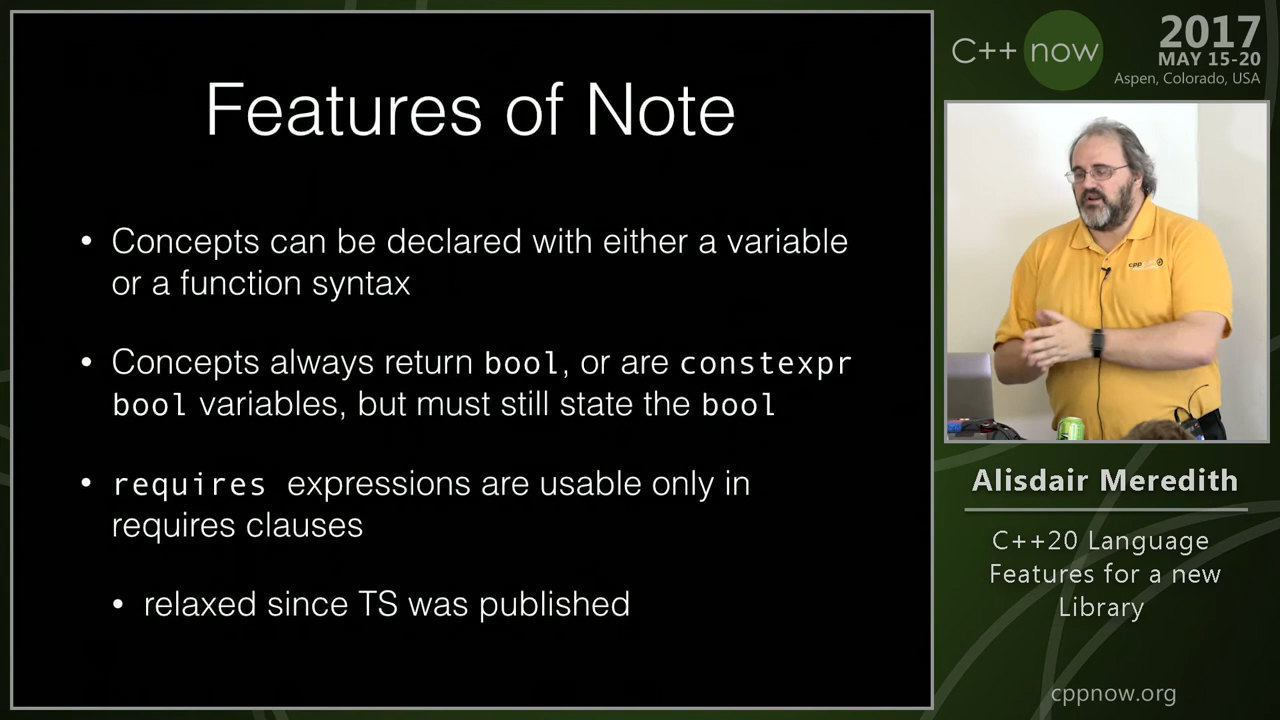 Features of Note
• Concepts can be declared with either a variable
or a function syntax
• Concepts always return bool, or are constexpr
bool variables, but must still state the bool
• requires expressions are usable only in
requires clauses
• relaxed since TS was published
C++ now
2017
MAY 15-20
Aspen, Colorado, USA
cpp
Alisdair Meredith
C++20 Language
Features for a new
Library
cppnow.org